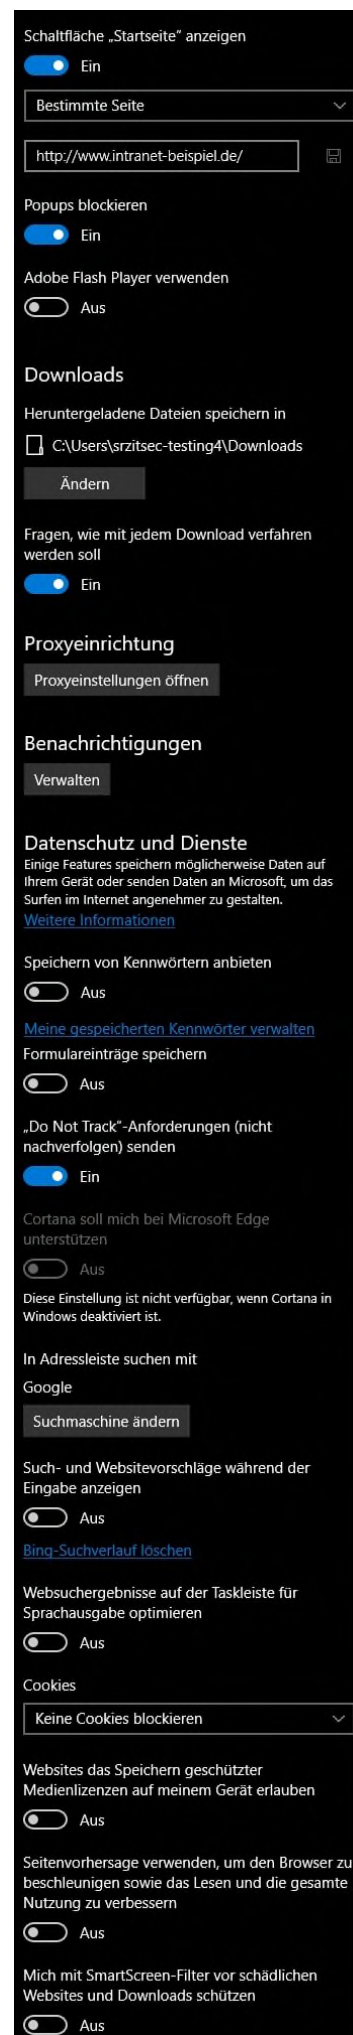 Schaltfläche „Startseite“ anzeigen
Ein
Bestimmte Seite
http://www.intranet-beispiel.de/
Popups blockieren
Ein
Adobe Flash Player verwenden
Aus
Downloads
Heruntergeladene Dateien speichern in
C:\Users\srzitsec-testing4\Downloads
Ändern
Fragen, wie mit jedem Download verfahren
werden soll
Ein
Proxyeinrichtung
Proxyeinstellungen öffnen
Benachrichtigungen
Verwalten
Datenschutz und Dienste
Einige Features speichern möglicherweise Daten auf
Ihrem Gerät oder senden Daten an Microsoft, um das
Surfen im Internet angenehmer zu gestalten.
Weitere Informationen
Speichern von Kennwörtern anbieten
Aus
Meine gespeicherten Kennwörter verwalten
Formulareinträge speichern
Aus
„Do Not Track“-Anforderungen (nicht
nachverfolgen) senden
Ein
Cortana soll mich bei Microsoft Edge
unterstützen
Aus
Diese Einstellung ist nicht verfügbar, wenn Cortana in
Windows deaktiviert ist.
In Adressleiste suchen mit
Google
Suchmaschine ändern
Such- und Websitevorschläge während der
Eingabe anzeigen
Aus
Bing-Suchverlauf löschen
Websuchergebnisse auf der Taskleiste für
Sprachausgabe optimieren
Aus
Cookies
Keine Cookies blockieren
Websites das Speichern geschützter
Medienlizenzen auf meinem Gerät erlauben
Aus
Seitenvorhersage verwenden, um den Browser zu
beschleunigen sowie das Lesen und die gesamte
Nutzung zu verbessern
Aus
Mich mit SmartScreen-Filter vor schädlichen
Websites und Downloads schützen
Aus